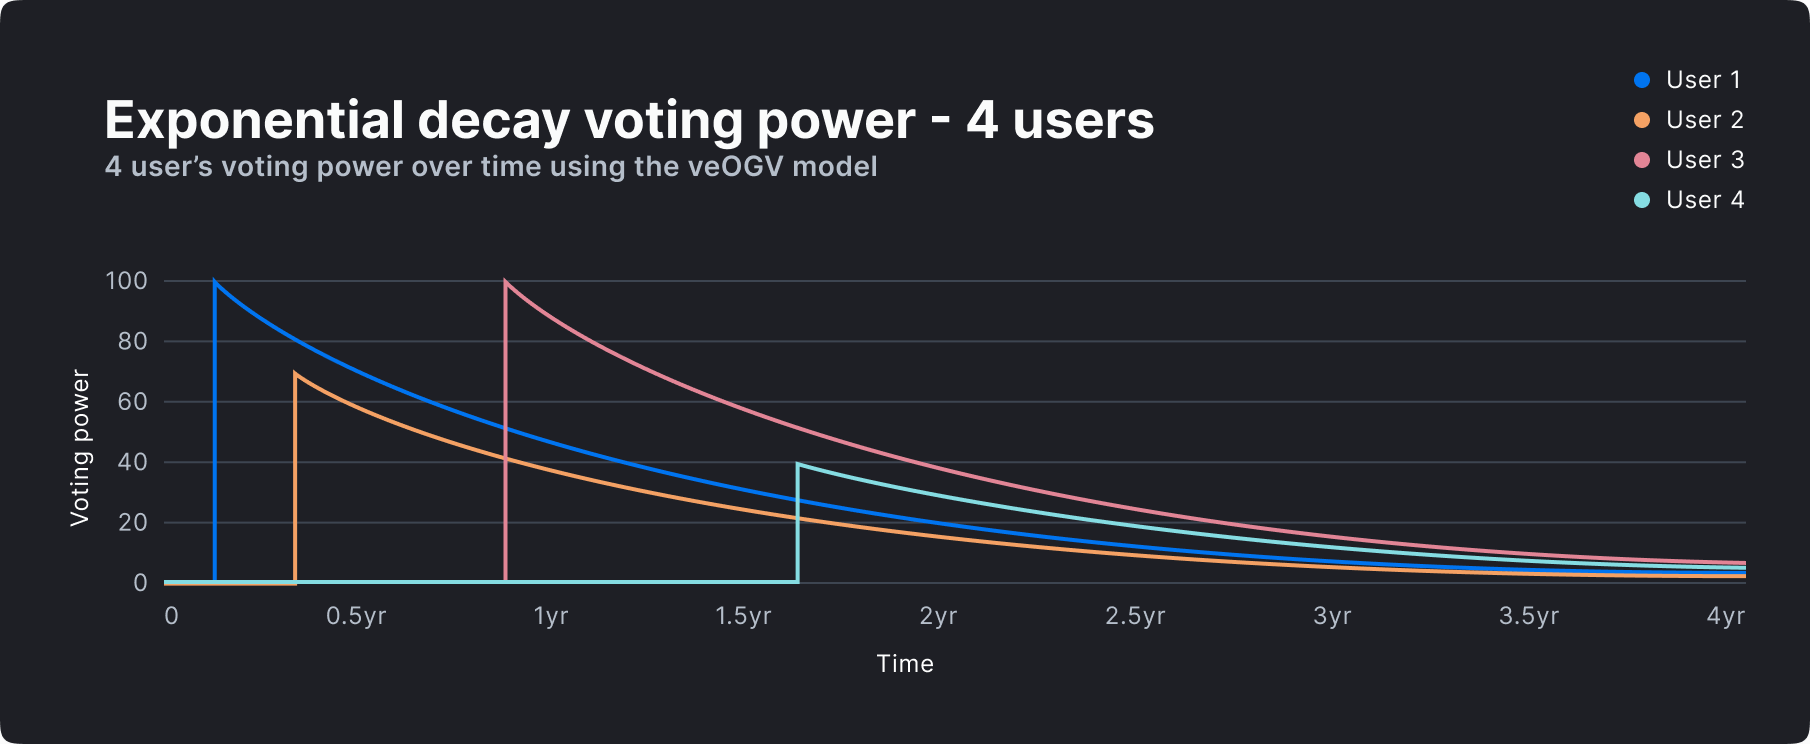 Exponential decay voting power - 4 users
4 user’s voting power over time using the veOGV model
User 1
User 2
User 3
User 4
Voting power
100
80
60
40
20
0
0 0.5yr 1yr 1.5yr 2yr 2.5yr 3yr 3.5yr 4yr
Time